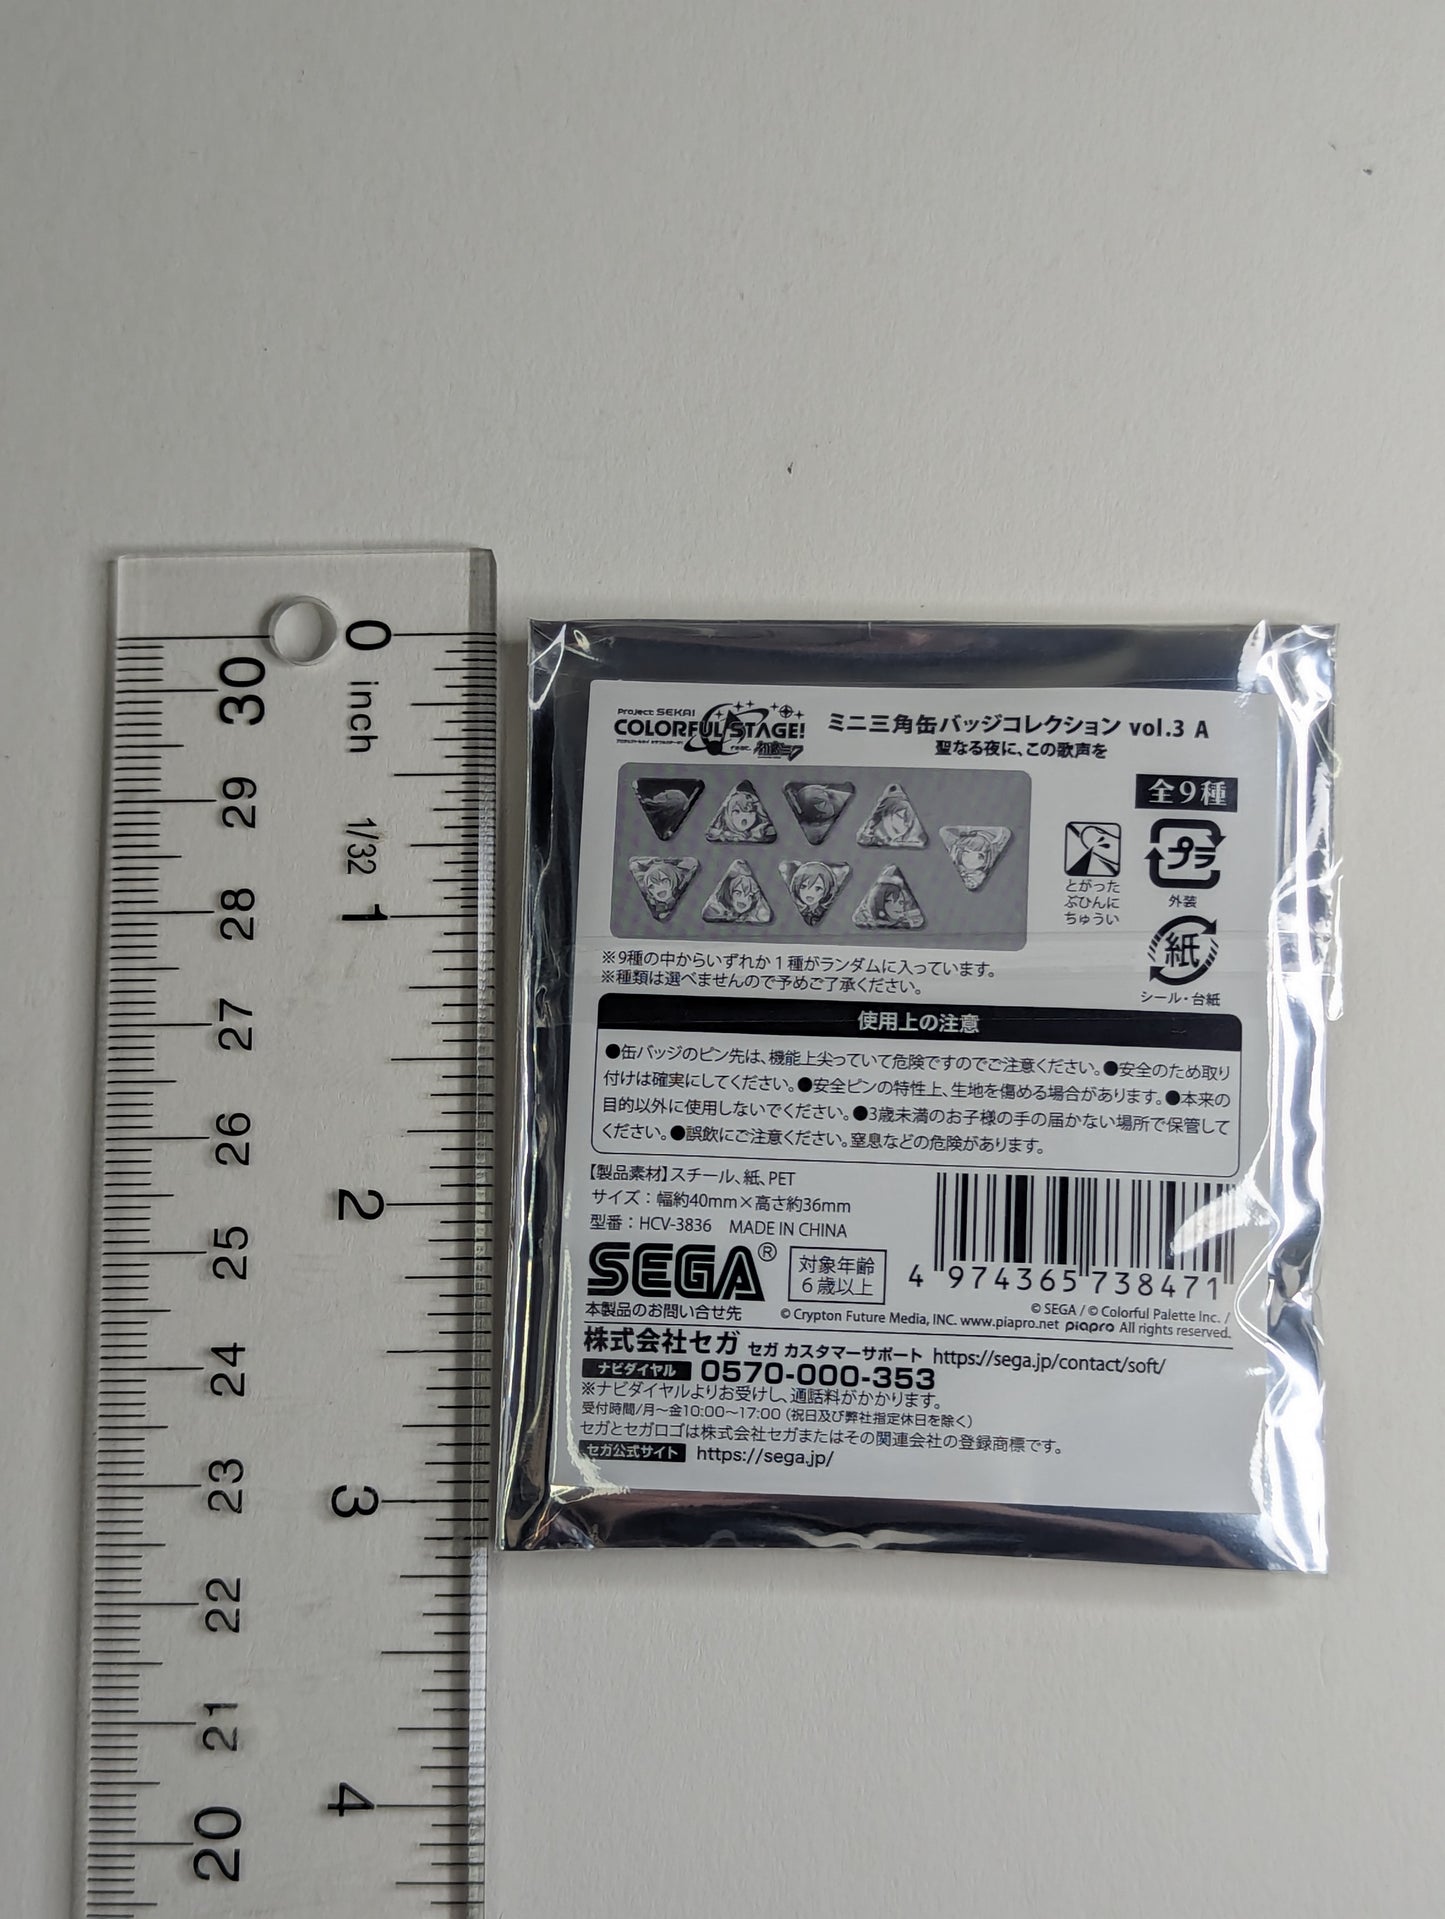 0 inch
1/32
1
2
3
4
30
29
28
27
26
25
24
23
22
21
20
Project SEKAI
COLORFUL STAGE!
feat. 初音ミク
ミニ三角缶バッジコレクション vol.3 A
聖なる夜に、この歌声を
全9種
とがった
ぶひんに
ちゅうい
プラ
外装
紙
シール・台紙
※9種の中からいずれか1種がランダムに入っています。
※種類は選べませんので予めご了承ください。
使用上の注意
●缶バッジのピン先は、機能上尖っていて危険ですのでご注意ください。●安全のため取り
付けは確実にしてください。●安全ピンの特性上、生地を傷める場合があります。●本来の
目的以外に使用しないでください。●3歳未満のお子様の手の届かない場所で保管して
ください。●誤飲にご注意ください。窒息などの危険があります。
【製品素材】スチール、紙、PET
サイズ：幅約40mm×高さ約36mm
型番：HCV-3836 MADE IN CHINA
SEGA®
対象年齢
6歳以上
4 974365 738471
本製品のお問い合せ先
© SEGA / © Colorful Palette Inc. /
© Crypton Future Media, INC. www.piapro.net piapro All rights reserved.
株式会社セガ セガ カスタマーサポート https://sega.jp/contact/soft/
ナビダイヤル 0570-000-353
※ナビダイヤルよりお受けし、通話料がかかります。
受付時間/月～金10:00～17:00（祝日及び弊社指定休日を除く）
セガとセガロゴは株式会社セガまたはその関連会社の登録商標です。
セガ公式サイト https://sega.jp/